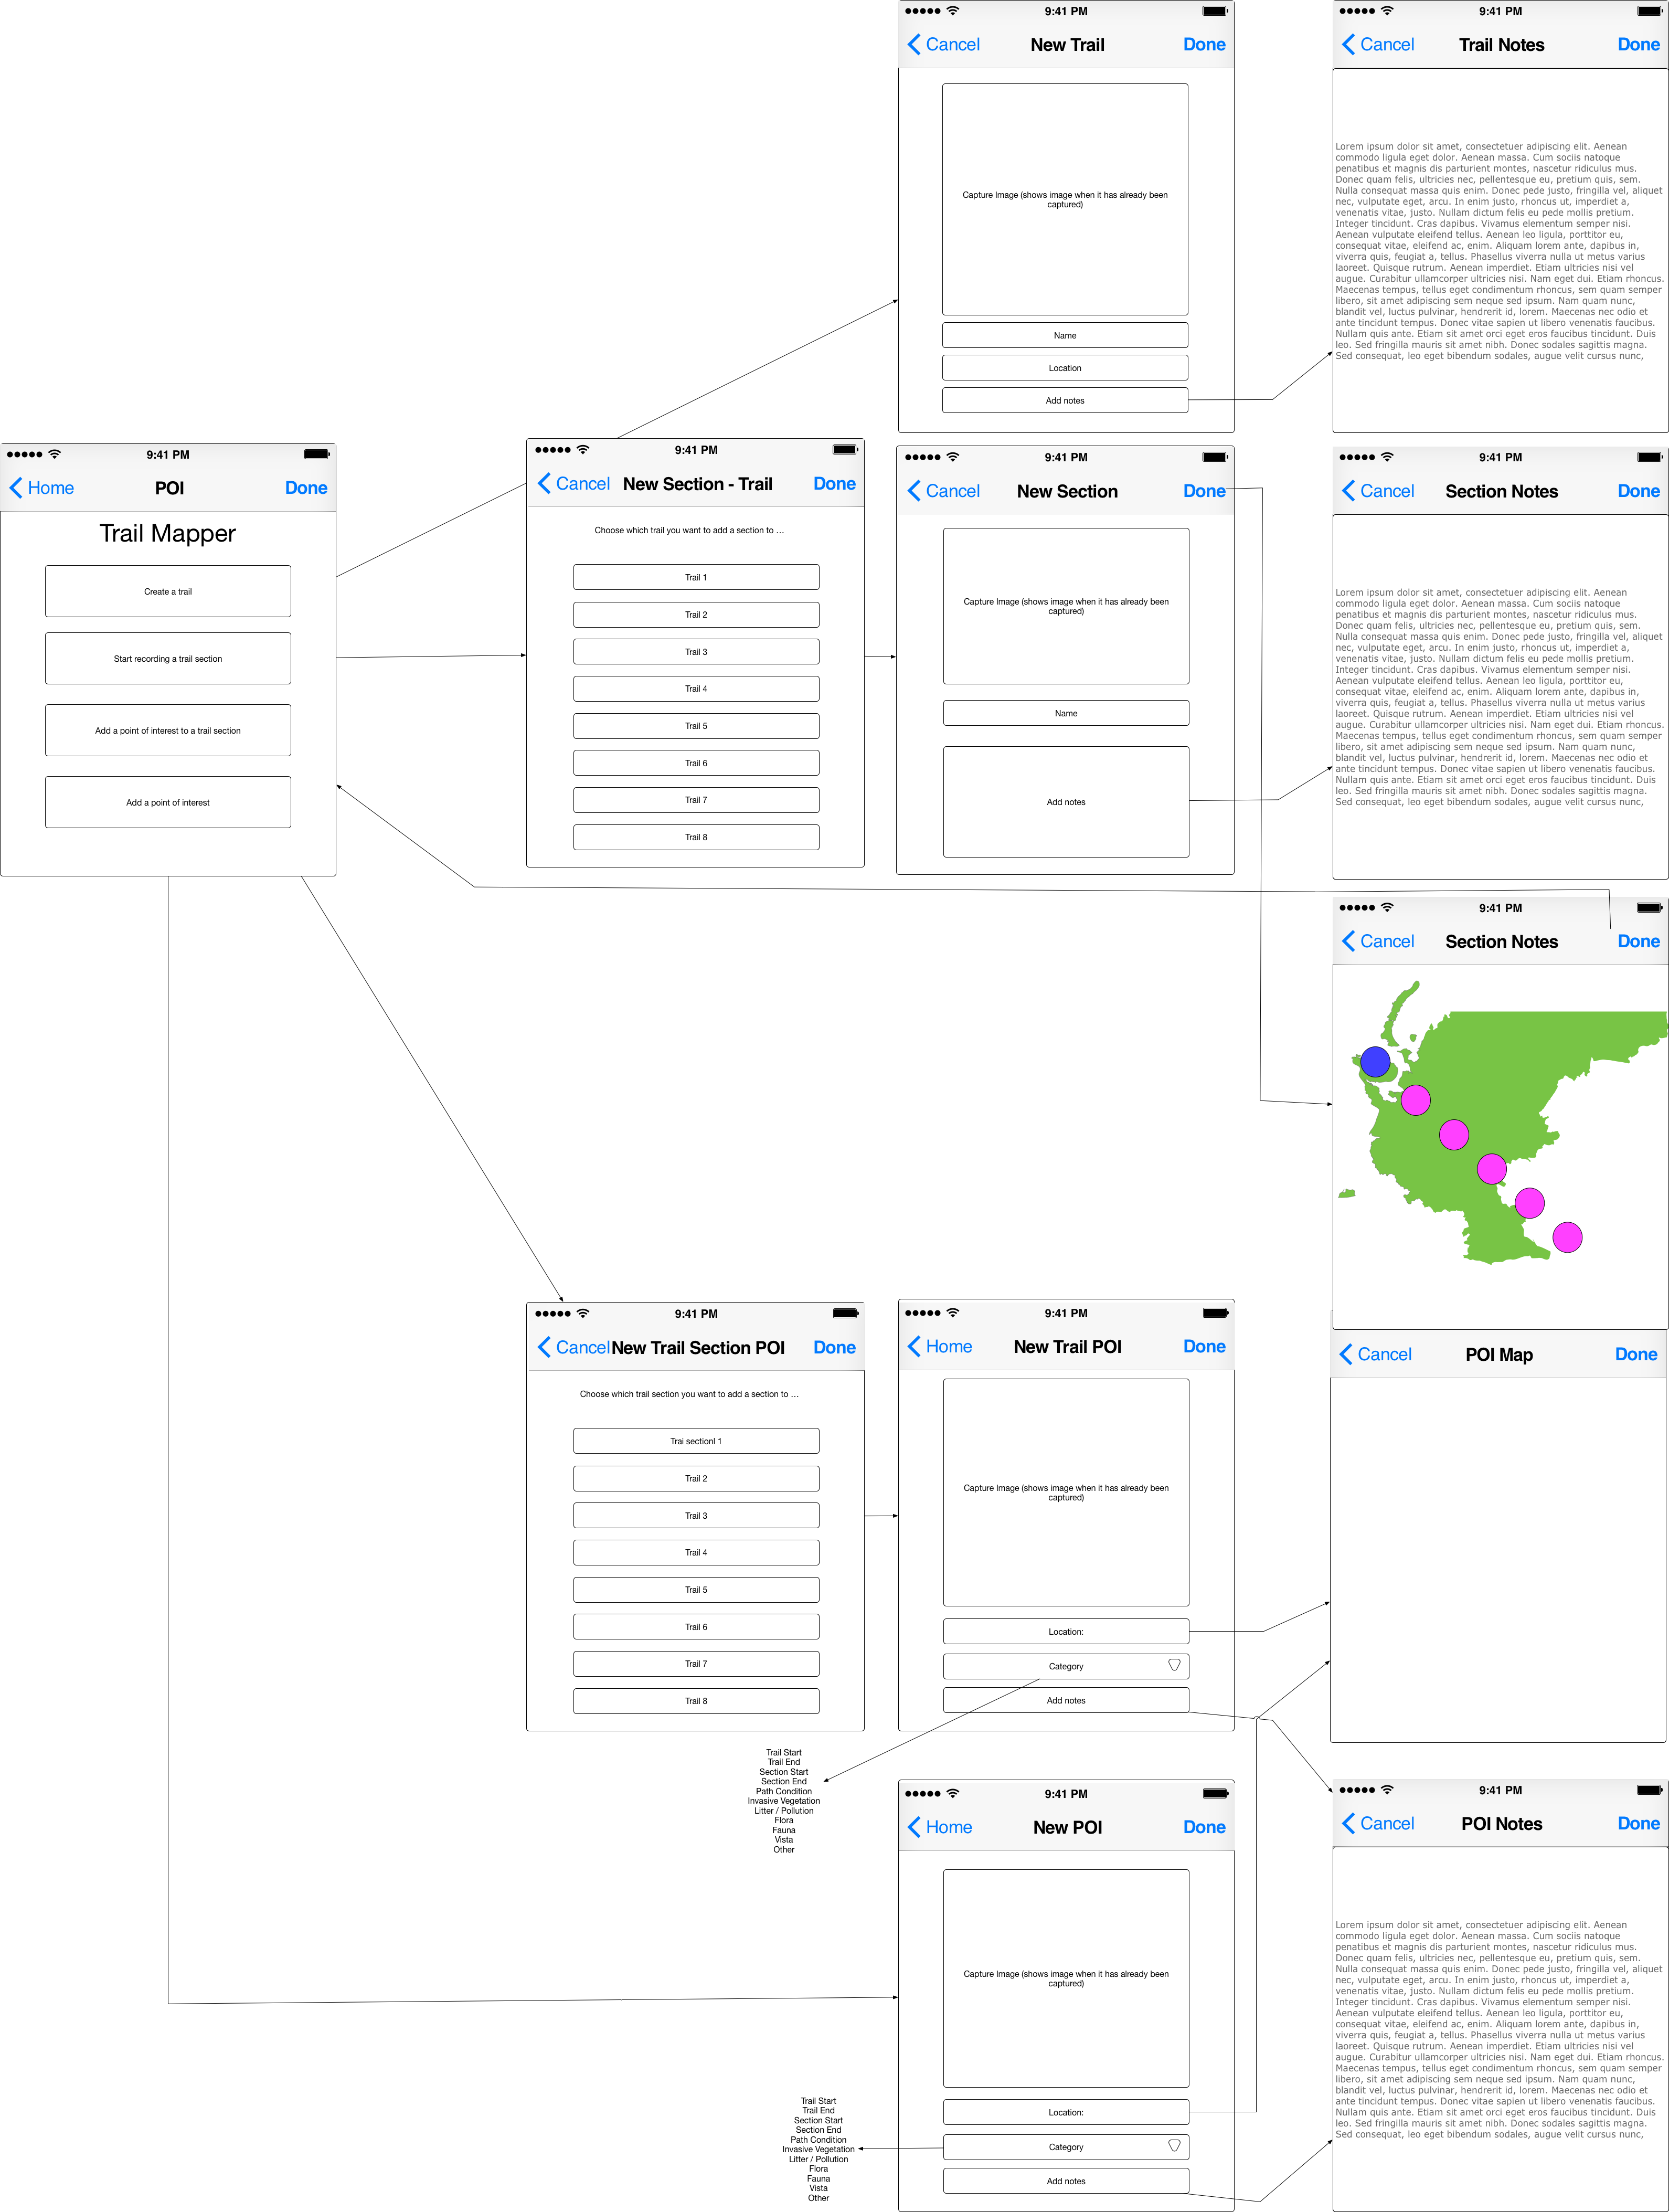 9:41 PM
Cancel
New Trail
Done
Capture Image (shows image when it has already been
captured)
Name
Location
Add notes
9:41 PM
Cancel
Trail Notes
Done
Lorem ipsum dolor sit amet, consectetuer adipiscing elit. Aenean
commodo ligula eget dolor. Aenean massa. Cum sociis natoque
penatibus et magnis dis parturient montes, nascetur ridiculus mus.
Donec quam felis, ultricies nec, pellentesque eu, pretium quis, sem.
Nulla consequat massa quis enim. Donec pede justo, fringilla vel, aliquet
nec, vulputate eget, arcu. In enim justo, rhoncus ut, imperdiet a,
venenatis vitae, justo. Nullam dictum felis eu pede mollis pretium.
Integer tincidunt. Cras dapibus. Vivamus elementum semper nisi.
Aenean vulputate eleifend tellus. Aenean leo ligula, porttitor eu,
consequat vitae, eleifend ac, enim. Aliquam lorem ante, dapibus in,
viverra quis, feugiat a, tellus. Phasellus viverra nulla ut metus varius
laoreet. Quisque rutrum. Aenean imperdiet. Etiam ultricies nisi vel
augue. Curabitur ullamcorper ultricies nisi. Nam eget dui. Etiam rhoncus.
Maecenas tempus, tellus eget condimentum rhoncus, sem quam semper
libero, sit amet adipiscing sem neque sed ipsum. Nam quam nunc,
blandit vel, luctus pulvinar, hendrerit id, lorem. Maecenas nec odio et
ante tincidunt tempus. Donec vitae sapien ut libero venenatis faucibus.
Nullam quis ante. Etiam sit amet orci eget eros faucibus tincidunt. Duis
leo. Sed fringilla mauris sit amet nibh. Donec sodales sagittis magna.
Sed consequat, leo eget bibendum sodales, augue velit cursus nunc,
9:41 PM
Home
POI
Done
Trail Mapper
Create a trail
Start recording a trail section
Add a point of interest to a trail section
Add a point of interest
9:41 PM
Cancel
New Section - Trail
Done
Choose which trail you want to add a section to ...
Trail 1
Trail 2
Trail 3
Trail 4
Trail 5
Trail 6
Trail 7
Trail 8
9:41 PM
Cancel
New Section
Done
Capture Image (shows image when it has already been
captured)
Name
Add notes
9:41 PM
Cancel
Section Notes
Done
Lorem ipsum dolor sit amet, consectetuer adipiscing elit. Aenean
commodo ligula eget dolor. Aenean massa. Cum sociis natoque
penatibus et magnis dis parturient montes, nascetur ridiculus mus.
Donec quam felis, ultricies nec, pellentesque eu, pretium quis, sem.
Nulla consequat massa quis enim. Donec pede justo, fringilla vel, aliquet
nec, vulputate eget, arcu. In enim justo, rhoncus ut, imperdiet a,
venenatis vitae, justo. Nullam dictum felis eu pede mollis pretium.
Integer tincidunt. Cras dapibus. Vivamus elementum semper nisi.
Aenean vulputate eleifend tellus. Aenean leo ligula, porttitor eu,
consequat vitae, eleifend ac, enim. Aliquam lorem ante, dapibus in,
viverra quis, feugiat a, tellus. Phasellus viverra nulla ut metus varius
laoreet. Quisque rutrum. Aenean imperdiet. Etiam ultricies nisi vel
augue. Curabitur ullamcorper ultricies nisi. Nam eget dui. Etiam rhoncus.
Maecenas tempus, tellus eget condimentum rhoncus, sem quam semper
libero, sit amet adipiscing sem neque sed ipsum. Nam quam nunc,
blandit vel, luctus pulvinar, hendrerit id, lorem. Maecenas nec odio et
ante tincidunt tempus. Donec vitae sapien ut libero venenatis faucibus.
Nullam quis ante. Etiam sit amet orci eget eros faucibus tincidunt. Duis
leo. Sed fringilla mauris sit amet nibh. Donec sodales sagittis magna.
Sed consequat, leo eget bibendum sodales, augue velit cursus nunc,
9:41 PM
Cancel
Section Notes
Done
9:41 PM
Cancel
New Trail Section POI
Done
Choose which trail section you want to add a section to ...
Trai sectionl 1
Trail 2
Trail 3
Trail 4
Trail 5
Trail 6
Trail 7
Trail 8
9:41 PM
Home
New Trail POI
Done
Capture Image (shows image when it has already been
captured)
Location:
Category
Add notes
Cancel
POI Map
Done
Trail Start
Trail End
Section Start
Section End
Path Condition
Invasive Vegetation
Litter / Pollution
Flora
Fauna
Vista
Other
9:41 PM
Home
New POI
Done
Capture Image (shows image when it has already been
captured)
Location:
Category
Add notes
Trail Start
Trail End
Section Start
Section End
Path Condition
Invasive Vegetation
Litter / Pollution
Flora
Fauna
Vista
Other
9:41 PM
Cancel
POI Notes
Done
Lorem ipsum dolor sit amet, consectetuer adipiscing elit. Aenean
commodo ligula eget dolor. Aenean massa. Cum sociis natoque
penatibus et magnis dis parturient montes, nascetur ridiculus mus.
Donec quam felis, ultricies nec, pellentesque eu, pretium quis, sem.
Nulla consequat massa quis enim. Donec pede justo, fringilla vel, aliquet
nec, vulputate eget, arcu. In enim justo, rhoncus ut, imperdiet a,
venenatis vitae, justo. Nullam dictum felis eu pede mollis pretium.
Integer tincidunt. Cras dapibus. Vivamus elementum semper nisi.
Aenean vulputate eleifend tellus. Aenean leo ligula, porttitor eu,
consequat vitae, eleifend ac, enim. Aliquam lorem ante, dapibus in,
viverra quis, feugiat a, tellus. Phasellus viverra nulla ut metus varius
laoreet. Quisque rutrum. Aenean imperdiet. Etiam ultricies nisi vel
augue. Curabitur ullamcorper ultricies nisi. Nam eget dui. Etiam rhoncus.
Maecenas tempus, tellus eget condimentum rhoncus, sem quam semper
libero, sit amet adipiscing sem neque sed ipsum. Nam quam nunc,
blandit vel, luctus pulvinar, hendrerit id, lorem. Maecenas nec odio et
ante tincidunt tempus. Donec vitae sapien ut libero venenatis faucibus.
Nullam quis ante. Etiam sit amet orci eget eros faucibus tincidunt. Duis
leo. Sed fringilla mauris sit amet nibh. Donec sodales sagittis magna.
Sed consequat, leo eget bibendum sodales, augue velit cursus nunc,